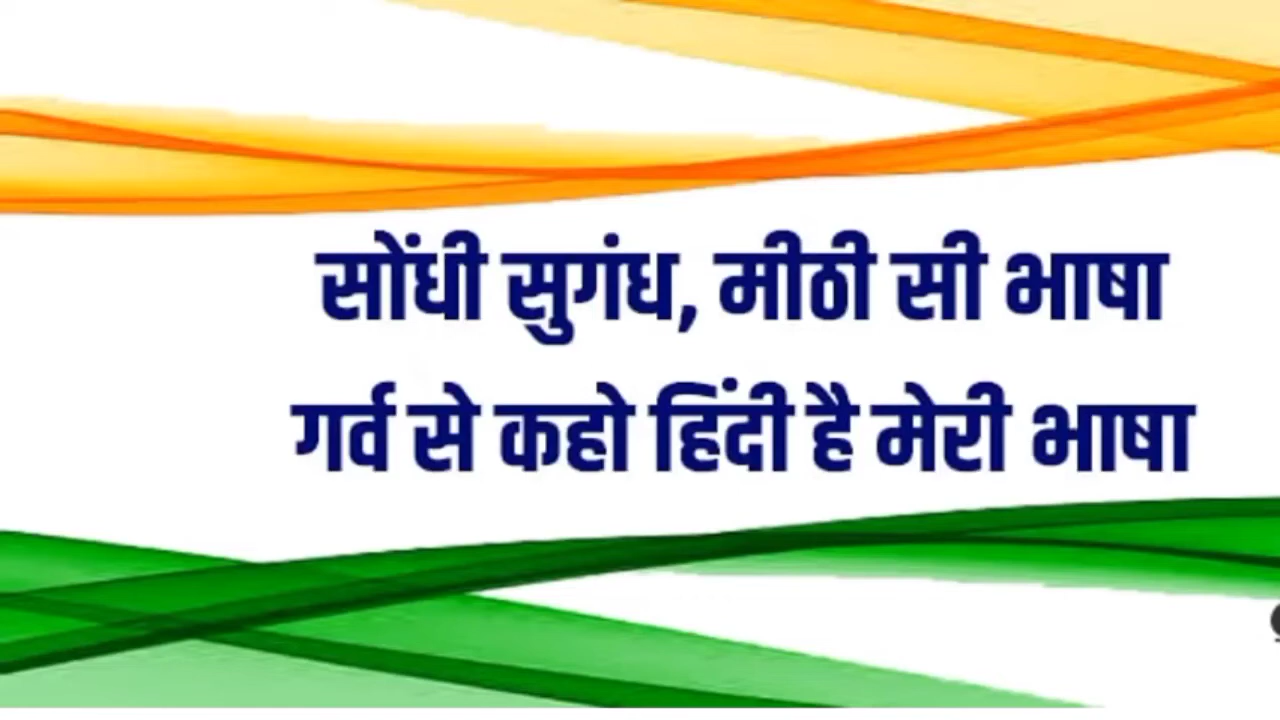 सोंधी सुगंध, मीठी सी भाषा
गर्व से कहो हिंदी है मेरी भाषा